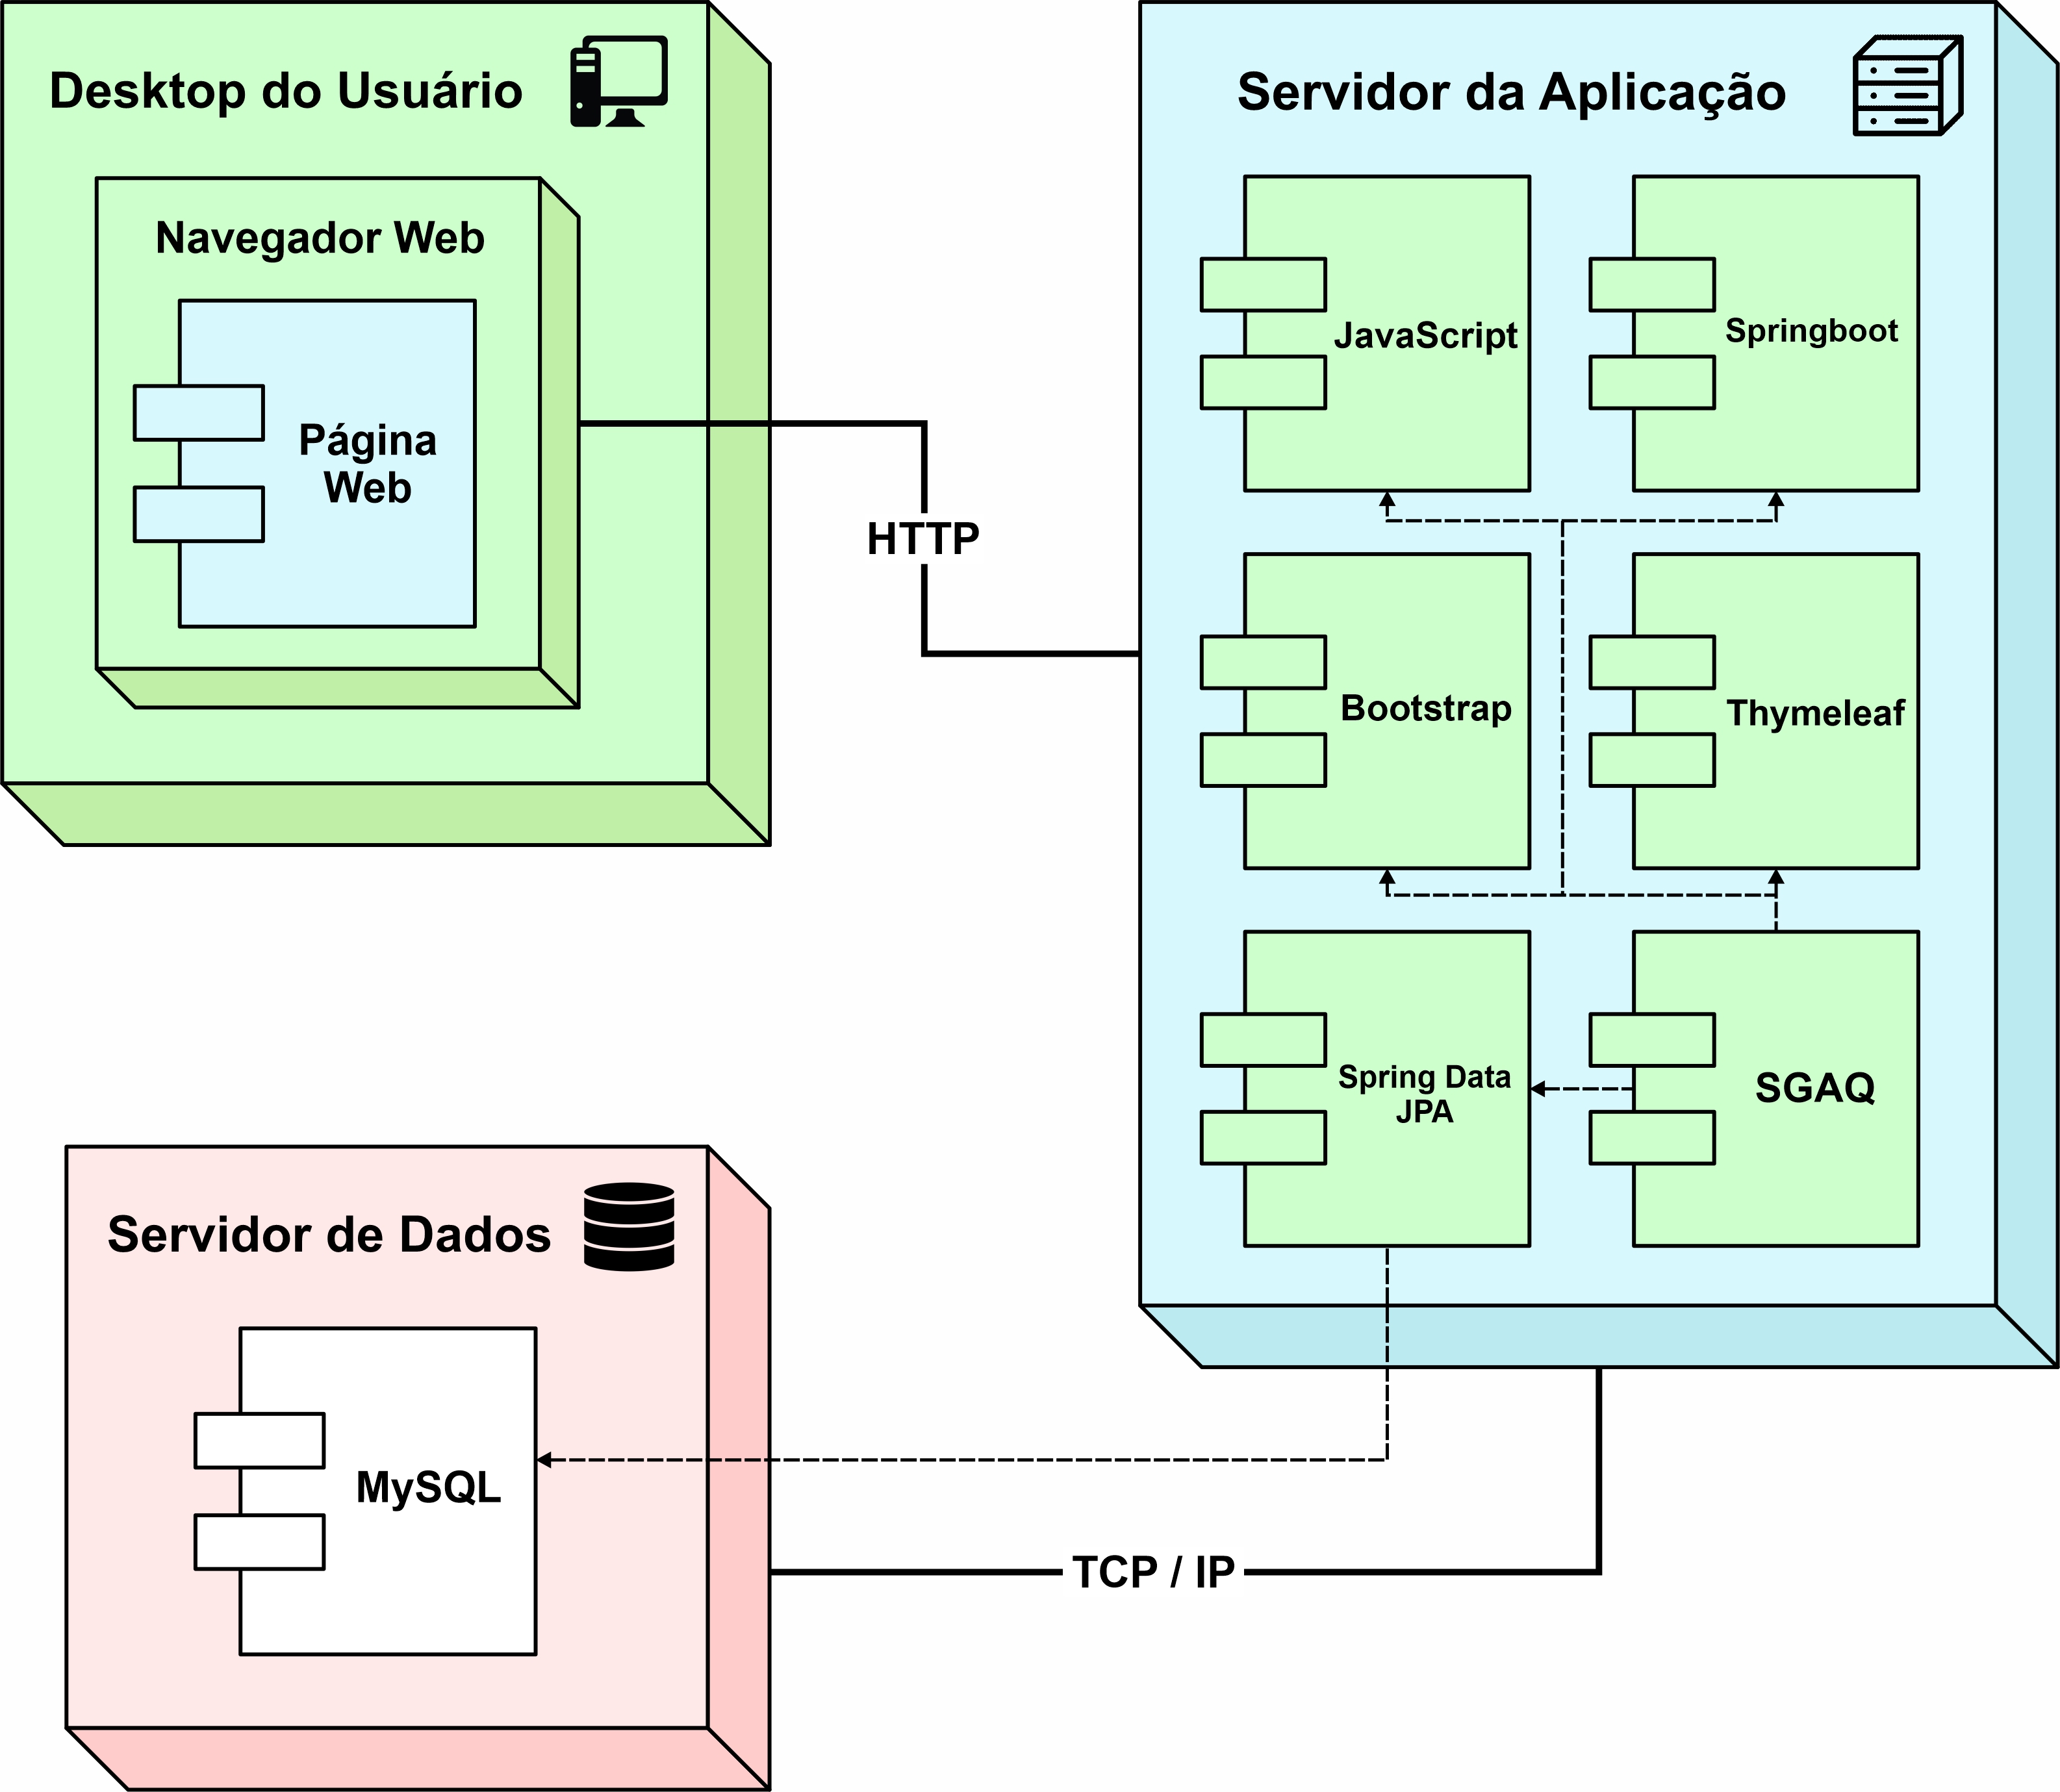 Desktop do Usuário
Navegador Web
Página
Web
HTTP
Servidor da Aplicação
JavaScript
Springboot
Bootstrap
Thymeleaf
Spring Data
JPA
SGAQ
Servidor de Dados
MySQL
TCP / IP